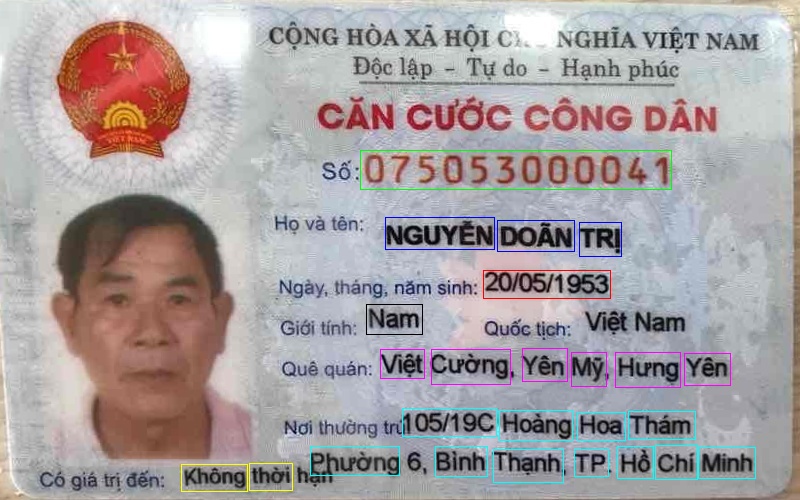 CỘNG HÒA XÃ HỘI NGHĨA VIỆT NAM
Độc lập - Tự do - Hạnh phúc
CĂN CƯỚC CÔNG DÂN
Số: 075053000041
Họ và tên: NGUYỄN DOÃN TRỊ
Ngày, tháng, năm sinh: 20/05/1953
Giới tính: Nam Quốc tịch: Việt Nam
Quê quán: Việt Cường, Yên Mỹ, Hưng Yên
Nơi thường trú 105/19C Hoàng Hoa Thám
Phường 6, Bình Thạnh, TP. Hồ Chí Minh
Có giá trị đến: Không thời hạn